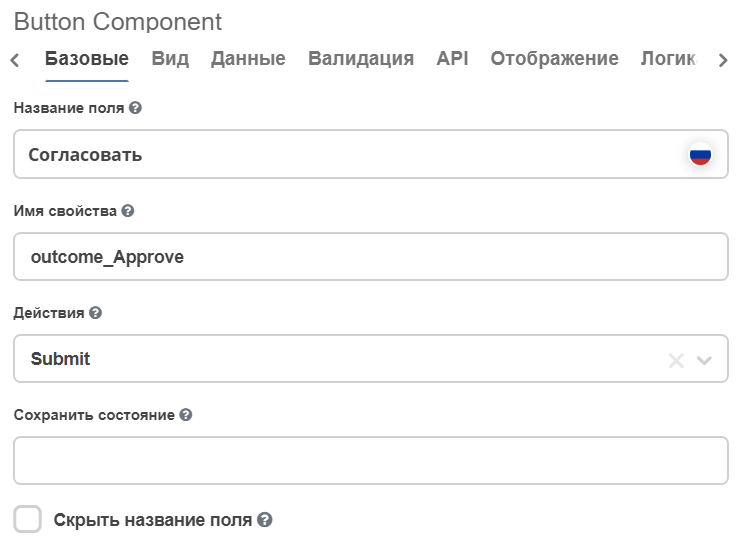 Button Component
Базовые Вид Данные Валидация API Отображение Логик
Название поля
Согласовать
Имя свойства
outcome_Approve
Действия
Submit
Сохранить состояние
Скрыть название поля